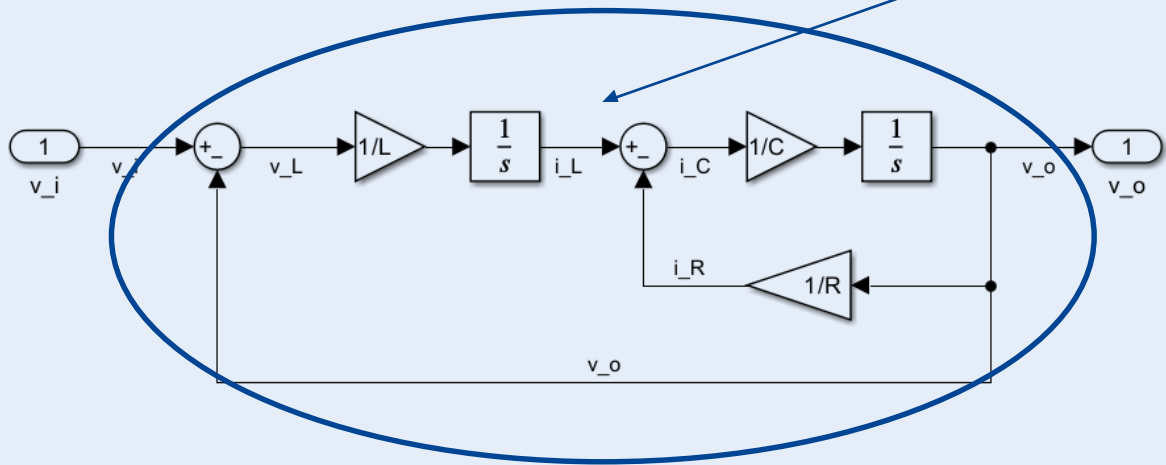 1
v_i
v_i
+
-
v_L
1/L
1
s
i_L
+
-
i_C
1/C
1
s
v_o
1
v_o
i_R
1/R
v_o